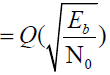 = Q(√(E_b/N_0))